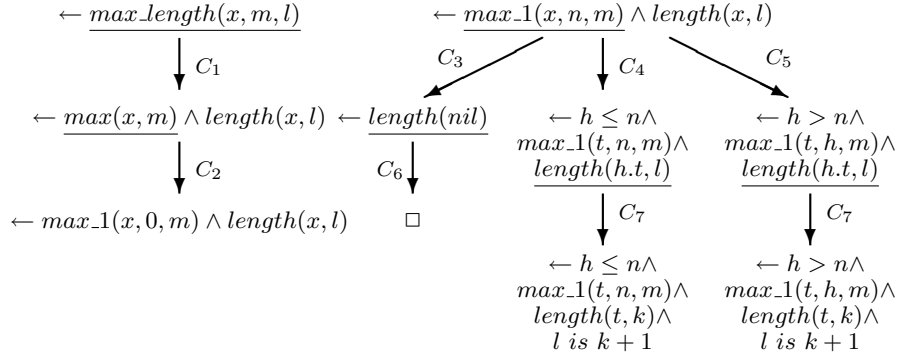 ← max_length(x, m, l)
← max_1(x, n, m) ∧ length(x, l)
C₁
C₃
C₄
C₅
← max(x, m) ∧ length(x, l)
← length(nil)
← h ≤ n∧
max_1(t, n, m)∧
length(h.t, l)
← h > n∧
max_1(t, h, m)∧
length(h.t, l)
C₂
C₆
C₇
C₇
← max_1(x, 0, m) ∧ length(x, l)
□
← h ≤ n∧
max_1(t, n, m)∧
length(t, k)∧
l is k + 1
← h > n∧
max_1(t, h, m)∧
length(t, k)∧
l is k + 1